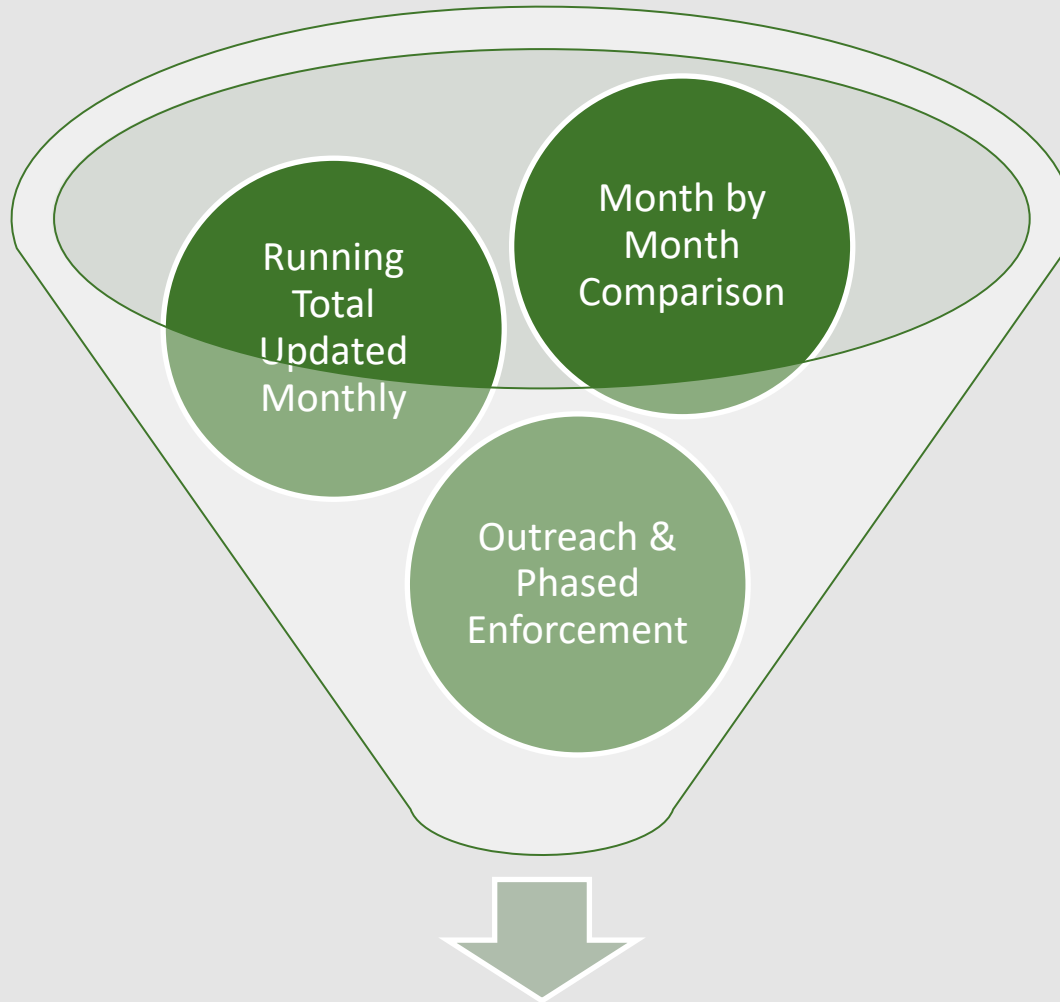 Running
Total
Updated
Monthly
Month by
Month
Comparison
Outreach &
Phased
Enforcement